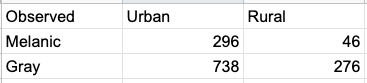 Observed Urban Rural
Melanic 296 46
Gray 738 276